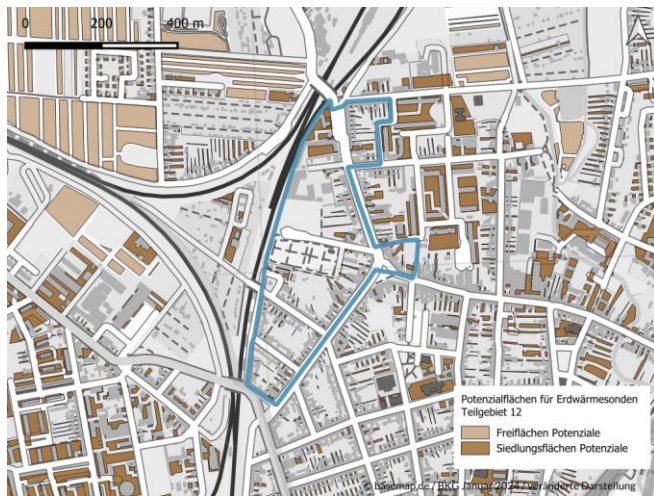 0 200 400 m
Potenzialflächen für Erdwärmesonden
Teilgebiet 12
Freiflächen Potenziale
Siedlungsflächen Potenziale
© basemap.de / BKG Januar 2024 / veränderte Darstellung